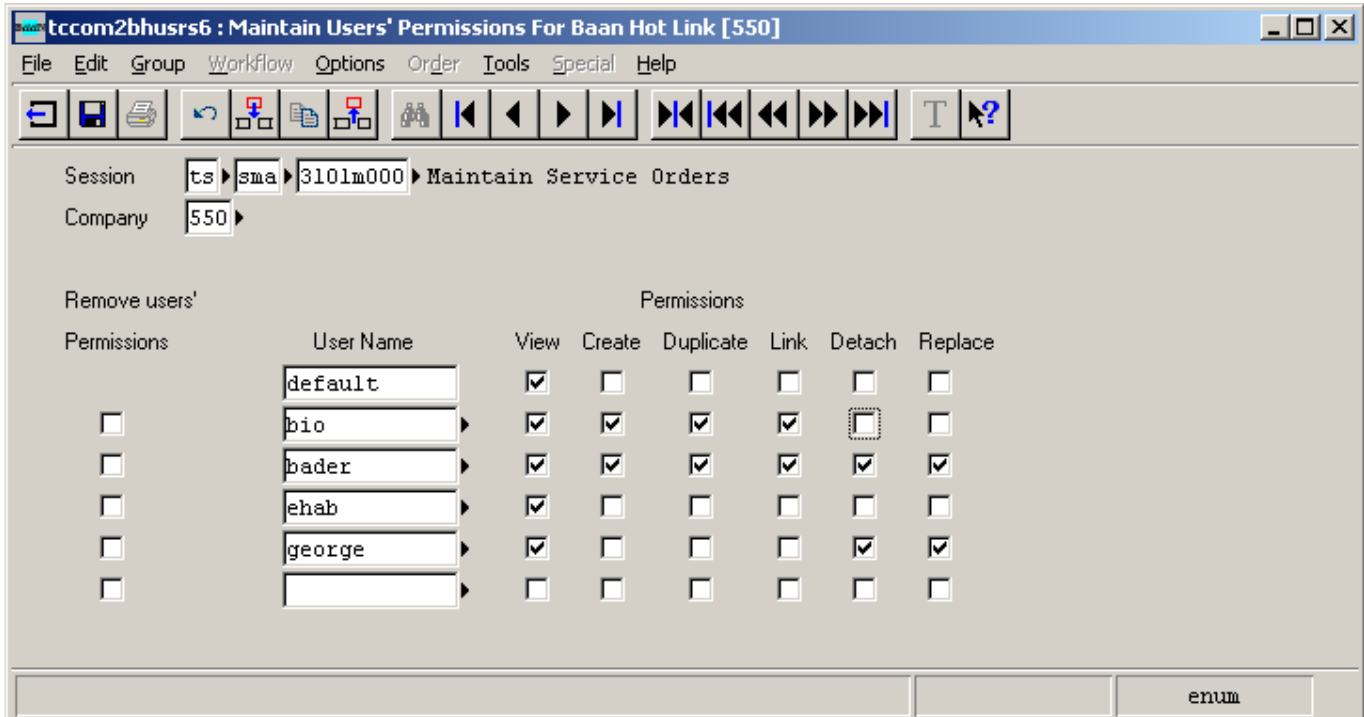 tccom2bhusrs6 : Maintain Users' Permissions For Baan Hot Link [550]
File Edit Group Workflow Options Order Tools Special Help
T ?
Session ts sma 3101m000 Maintain Service Orders
Company 550
Remove users' Permissions
Permissions User Name View Create Duplicate Link Detach Replace
default
bio
bader
ehab
george
enum